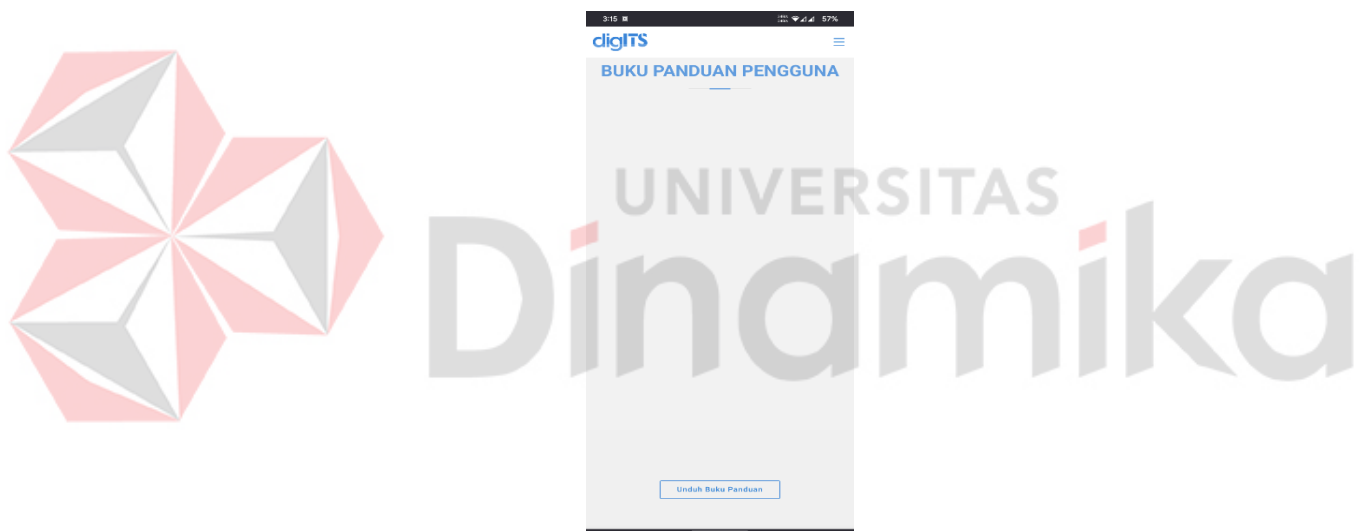 3:15
57%
digITS
BUKU PANDUAN PENGGUNA
UNIVERSITAS
Dinamika
Unduh Buku Panduan